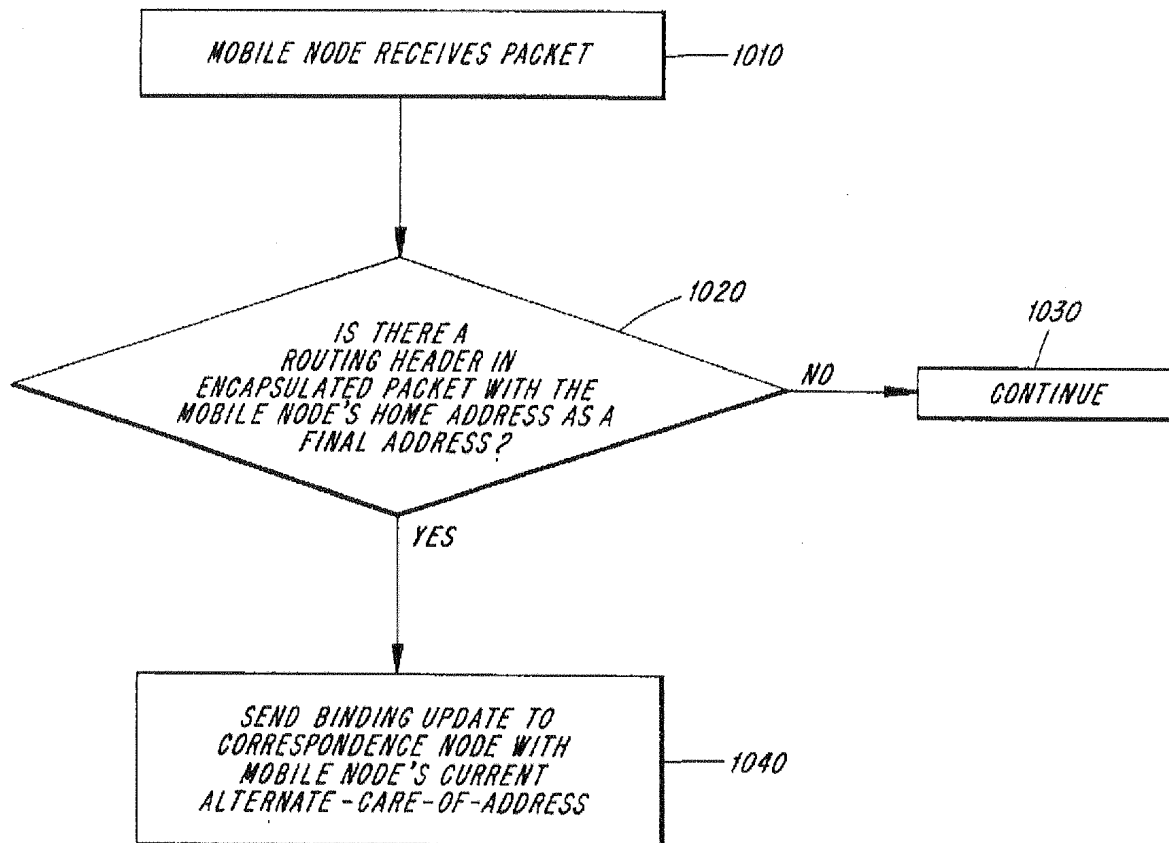 MOBILE NODE RECEIVES PACKET
1010
1020
IS THERE A
ROUTING HEADER IN
ENCAPSULATED PACKET WITH THE
MOBILE NODE'S HOME ADDRESS AS A
FINAL ADDRESS?
NO
1030
CONTINUE
YES
SEND BINDING UPDATE TO
CORRESPONDENCE NODE WITH
MOBILE NODE'S CURRENT
ALTERNATE-CARE-OF-ADDRESS
1040